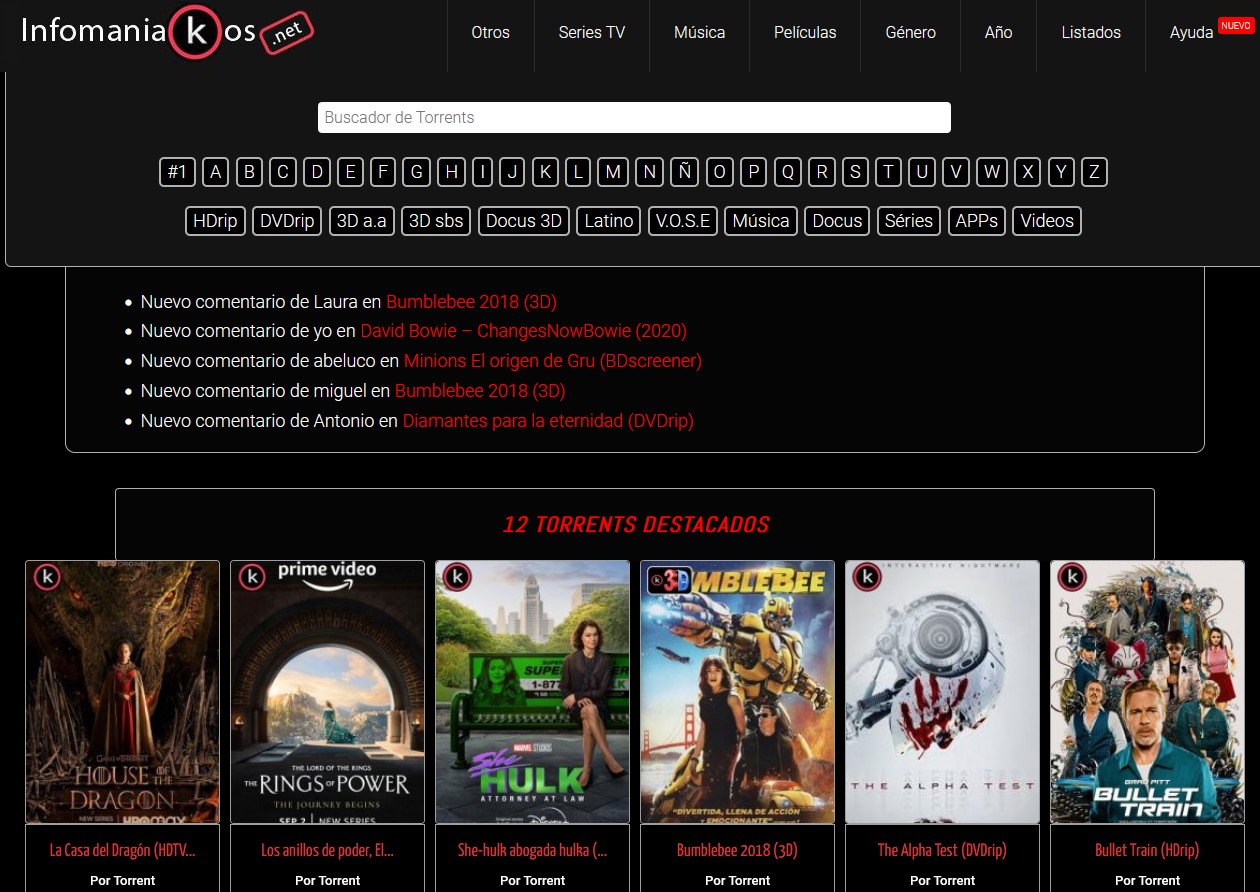 Infomaniakos .net
Otros
Series TV
Música
Películas
Género
Año
Listados
Ayuda
NUEVO
Buscador de Torrents
#1 A B C D E F G H I J K L M N Ñ O P Q R S T U V W X Y Z
HDrip DVDrip 3D a.a 3D sbs Docus 3D Latino V.O.S.E Música Docus Séries APPs Videos
Nuevo comentario de Laura en Bumblebee 2018 (3D)
Nuevo comentario de yo en David Bowie – ChangesNowBowie (2020)
Nuevo comentario de abeluco en Minions El origen de Gru (BDscreener)
Nuevo comentario de miguel en Bumblebee 2018 (3D)
Nuevo comentario de Antonio en Diamantes para la eternidad (DVDrip)
12 TORRENTS DESTACADOS
k
HOUSE OF THE
DRAGON
NEW SERIES HBOMAX
La Casa del Dragón (HDTV...
Por Torrent
k
prime video
THE LORD OF THE RINGS
THE RINGS OF POWER
THE JOURNEY BEGINS
SEP 2 | NEW SERIES
Los anillos de poder, El...
Por Torrent
k
1-877
MARVEL STUDIOS
She
HULK
ATTORNEY AT LAW
Disney+
She-hulk abogada hulka (...
Por Torrent
k 3D
MBLEBEE
"DIVERTIDA, LLENA DE ACCIÓN
Y EMOCIONANTE"
Bumblebee 2018 (3D)
Por Torrent
k
INTERACTIVE NIGHTMARE
THE ALPHA TEST
The Alpha Test (DVDrip)
Por Torrent
k
BRAD PITT
BULLET
TRAIN
Bullet Train (HDrip)
Por Torrent